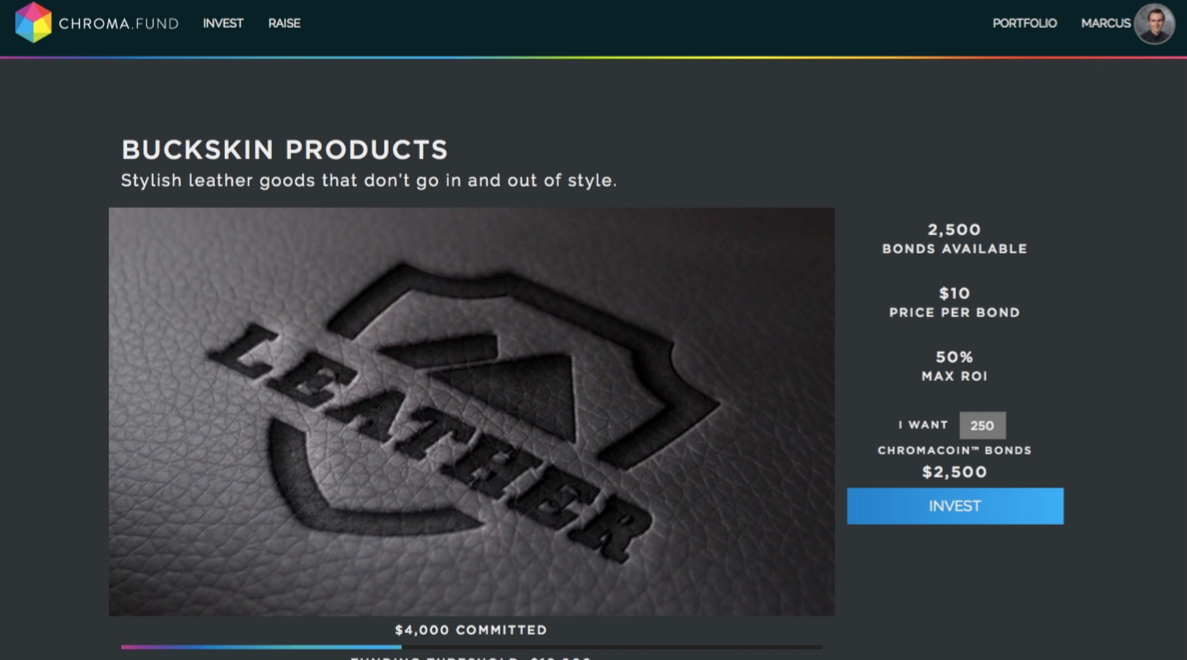 CHROMA.FUND INVEST RAISE PORTFOLIO MARCUS
BUCKSKIN PRODUCTS
Stylish leather goods that don't go in and out of style.
LEATHER
2,500
BONDS AVAILABLE
$10
PRICE PER BOND
50%
MAX ROI
I WANT 250
CHROMACOIN™ BONDS
$2,500
INVEST
$4,000 COMMITTED
FUNDING THRESHOLD: